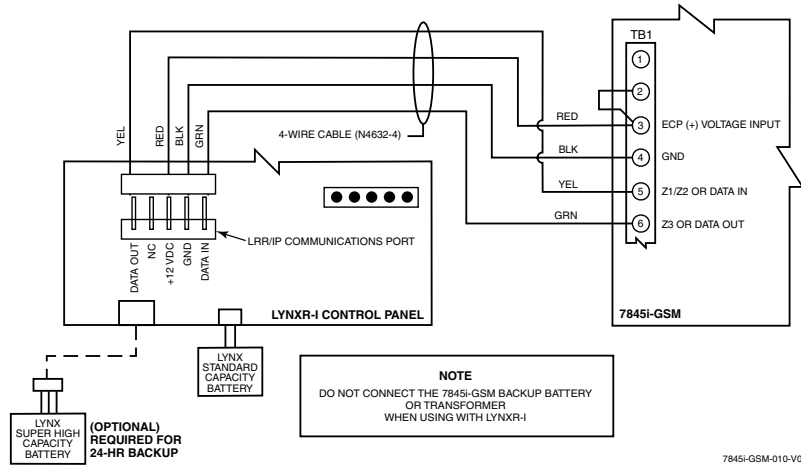 TB1
1
2
3
4
5
6
ECP (+) VOLTAGE INPUT
GND
Z1/Z2 OR DATA IN
Z3 OR DATA OUT
RED
BLK
YEL
GRN
7845i-GSM
4-WIRE CABLE (N4632-4)
YEL
RED
BLK
GRN
LRR/IP COMMUNICATIONS PORT
DATA OUT
NC
+12 VDC
GND
DATA IN
LYNXR-I CONTROL PANEL
LYNX
STANDARD
CAPACITY
BATTERY
LYNX
SUPER HIGH
CAPACITY
BATTERY
(OPTIONAL)
REQUIRED FOR
24-HR BACKUP
NOTE
DO NOT CONNECT THE 7845i-GSM BACKUP BATTERY
OR TRANSFORMER
WHEN USING WITH LYNXR-I
7845i-GSM-010-V0